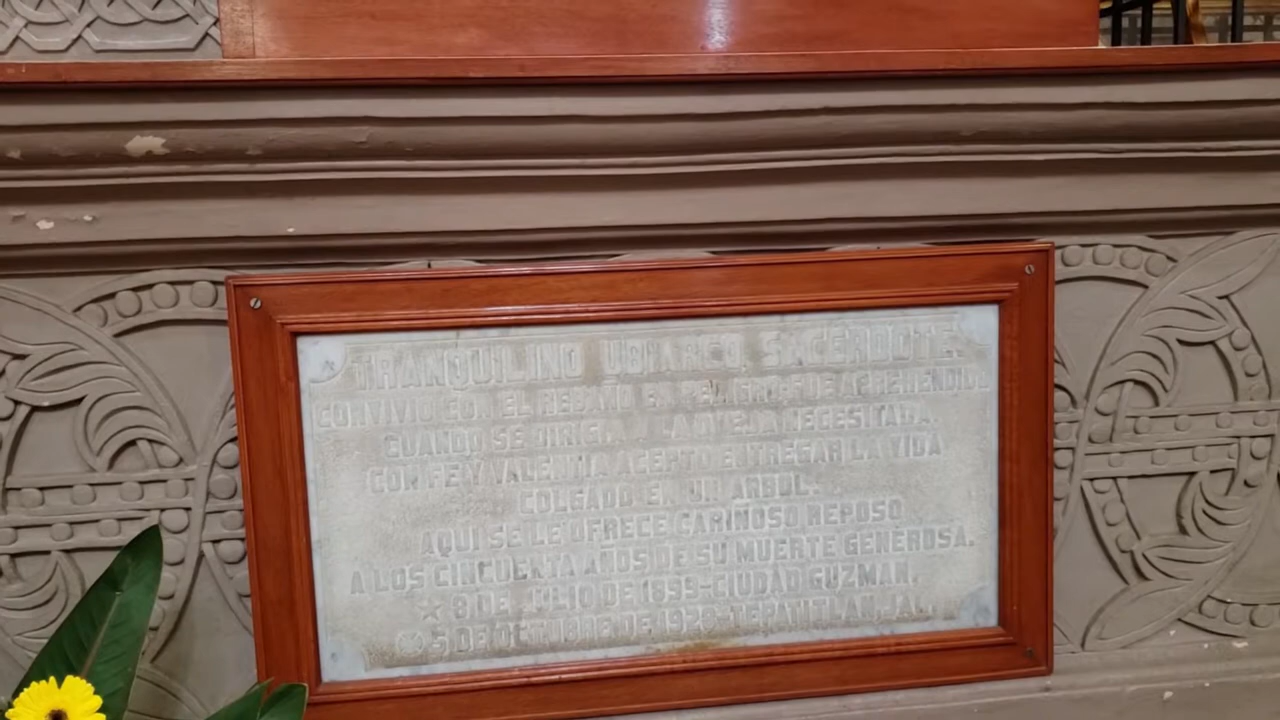 TRANQUILINO UBIARCO, SACERDOTE.
CONVIVIO CON EL REBAÑO EN PELIGRO: FUE APREHENDIDO
CUANDO SE DIRIGIA A LA OVEJA NECESITADA.
CON FE Y VALENTIA ACEPTO ENTREGAR LA VIDA
COLGADO EN UN ARBOL.
AQUI SE LE OFRECE CARIÑOSO REPOSO
A LOS CINCUENTA AÑOS DE SU MUERTE GENEROSA.
8 DE JULIO DE 1899-CIUDAD GUZMAN.
5 DE OCTUBRE DE 1928-TEPATITLAN, JAL.